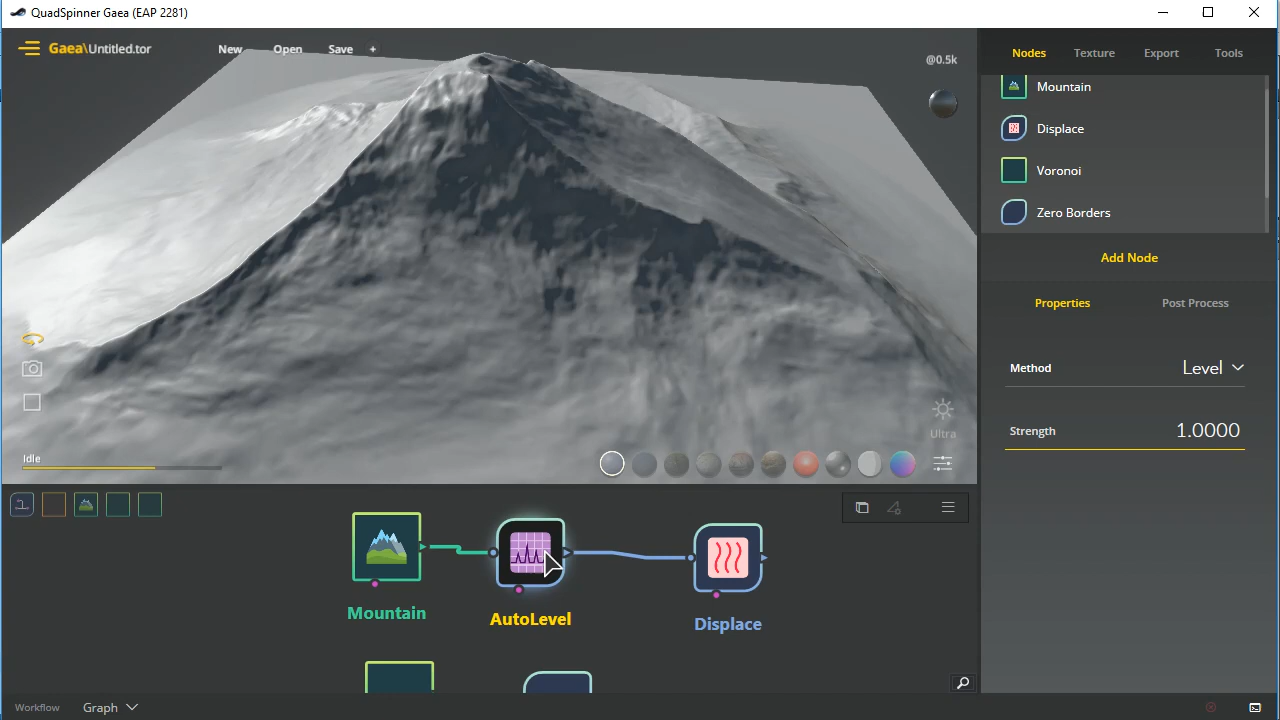 QuadSpinner Gaea (EAP 2281)
Gaea\Untitled.tor
New Open Save +
@0.5k
Nodes Texture Export Tools
Mountain
Displace
Voronoi
Zero Borders
Add Node
Properties Post Process
Method Level
Strength 1.0000
Ultra
Idle
Mountain
AutoLevel
Displace
Workflow Graph